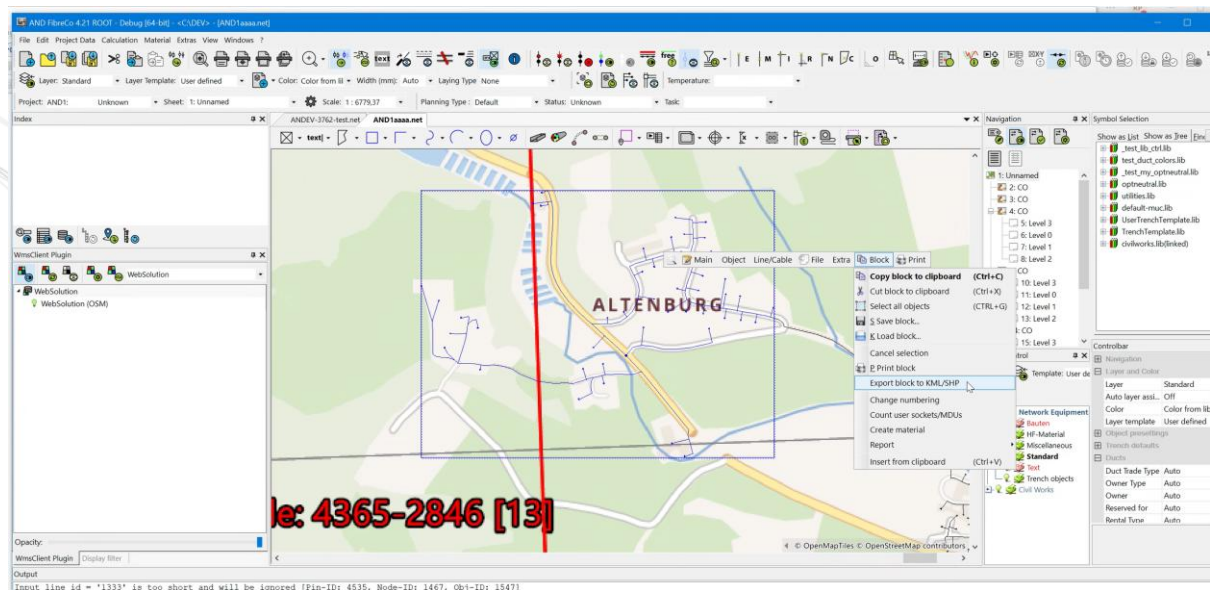 AND FibreCo 4.21 ROOT - Debug [64-bit] - <C:\DEV> - [AND1aaaa.net]
File Edit Project Data Calculation Material Extras View Windows ?
text
free
E M T I L R N C O
20XY
Layer: Standard Layer Template: User defined Color: Color from lil Width (mm): Auto Laying Type None Temperature:
Project: AND1: Unknown Sheet: 1: Unnamed Scale: 1 : 6779,37 Planning Type : Default Status: Unknown Task:
Index
ANDEV-3762-test.net AND1aaaa.net
text
WmsClient Plugin
WebSolution
WebSolution
WebSolution (OSM)
Opacity:
WmsClient Plugin Display filter
ALTENBURG
de: 4365-2846 [13]
© OpenMapTiles © OpenStreetMap contributors
Main Object Line/Cable File Extra Block Print
Copy block to clipboard (Ctrl+C)
Cut block to clipboard (Ctrl+X)
Select all objects (CTRL+G)
S Save block...
K Load block...
Cancel selection
P Print block
Export block to KML/SHP
Change numbering
Count user sockets/MDUs
Create material
Report
Insert from clipboard (Ctrl+V)
Navigation
1: Unnamed
2: CO
3: CO
4: CO
5: Level 3
6: Level 0
7: Level 1
8: Level 2
CO
10: Level 3
11: Level 0
12: Level 1
13: Level 2
CO
15: Level 3
Template: User de
Network Equipment
Bauten
HF-Material
Miscellaneous
Standard
Text
Trench objects
Civil Works
Symbol Selection
Show as List Show as Tree
_test_lib_ctrl.lib
test_duct_colors.lib
_test_my_optneutral.lib
optneutral.lib
utilities.lib
default-muc.lib
UserTrenchTemplate.lib
TrenchTemplate.lib
civilworks.lib(linked)
Controlbar
Navigation
Layer and Color
Layer Standard
Auto layer assi... Off
Color Color from lib
Layer template User defined
Object presettings
Trench defaults
Ducts
Duct Trade Type Auto
Owner Type Auto
Owner Auto
Reserved for Auto
Rental Type Auto
Output
Input line id = '1333' is too short and will be ignored [Pin-ID: 4535, Node-ID: 1467, Obj-ID: 1547]